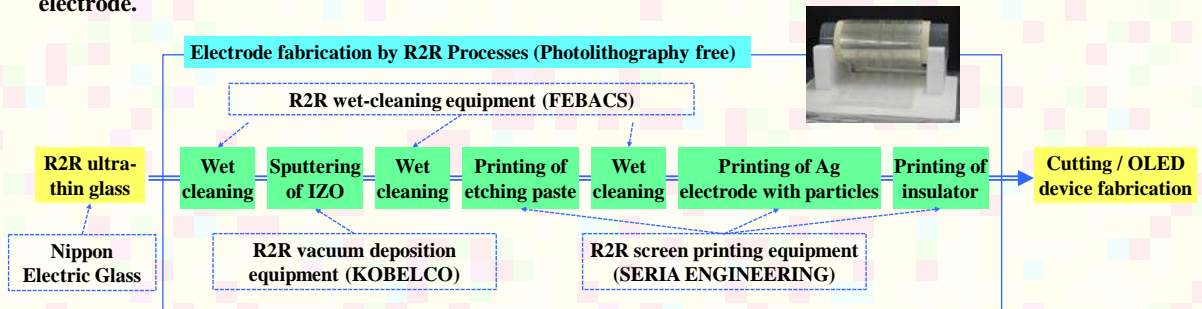 electrode.
Electrode fabrication by R2R Processes (Photolithography free)
R2R wet-cleaning equipment (FEBACS)
R2R ultra-
thin glass
Wet
cleaning
Sputtering
of IZO
Wet
cleaning
Printing of
etching paste
Wet
cleaning
Printing of Ag
electrode with particles
Printing of
insulator
Cutting / OLED
device fabrication
Nippon
Electric Glass
R2R vacuum deposition
equipment (KOBELCO)
R2R screen printing equipment
(SERIA ENGINEERING)